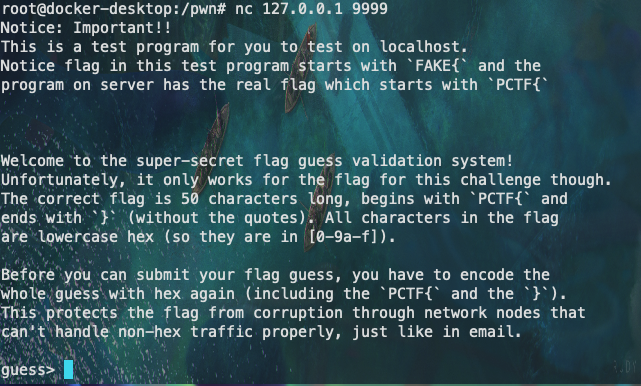 root@docker-desktop:/pwn# nc 127.0.0.1 9999
Notice: Important!!
This is a test program for you to test on localhost.
Notice flag in this test program starts with `FAKE{` and the
program on server has the real flag which starts with `PCTF{`
Welcome to the super-secret flag guess validation system!
Unfortunately, it only works for the flag for this challenge though.
The correct flag is 50 characters long, begins with `PCTF{` and
ends with `}` (without the quotes). All characters in the flag
are lowercase hex (so they are in [0-9a-f]).
Before you can submit your flag guess, you have to encode the
whole guess with hex again (including the `PCTF{` and the `}`).
This protects the flag from corruption through network nodes that
can't handle non-hex traffic properly, just like in email.
guess>